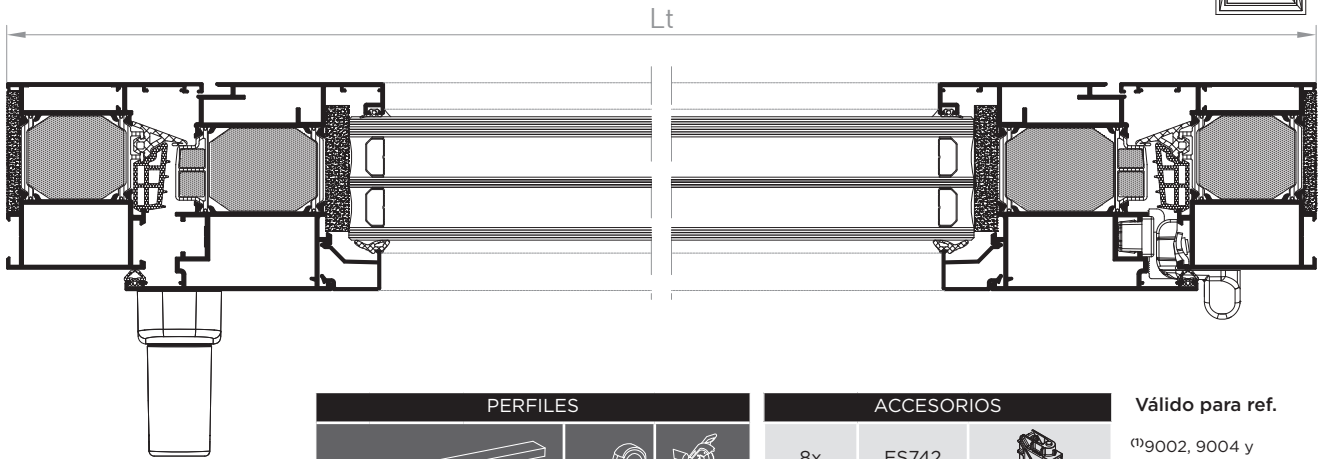 Lt
PERFILES
ACCESORIOS
8x
ES742
Válido para ref.
⁽¹⁾9002, 9004 y